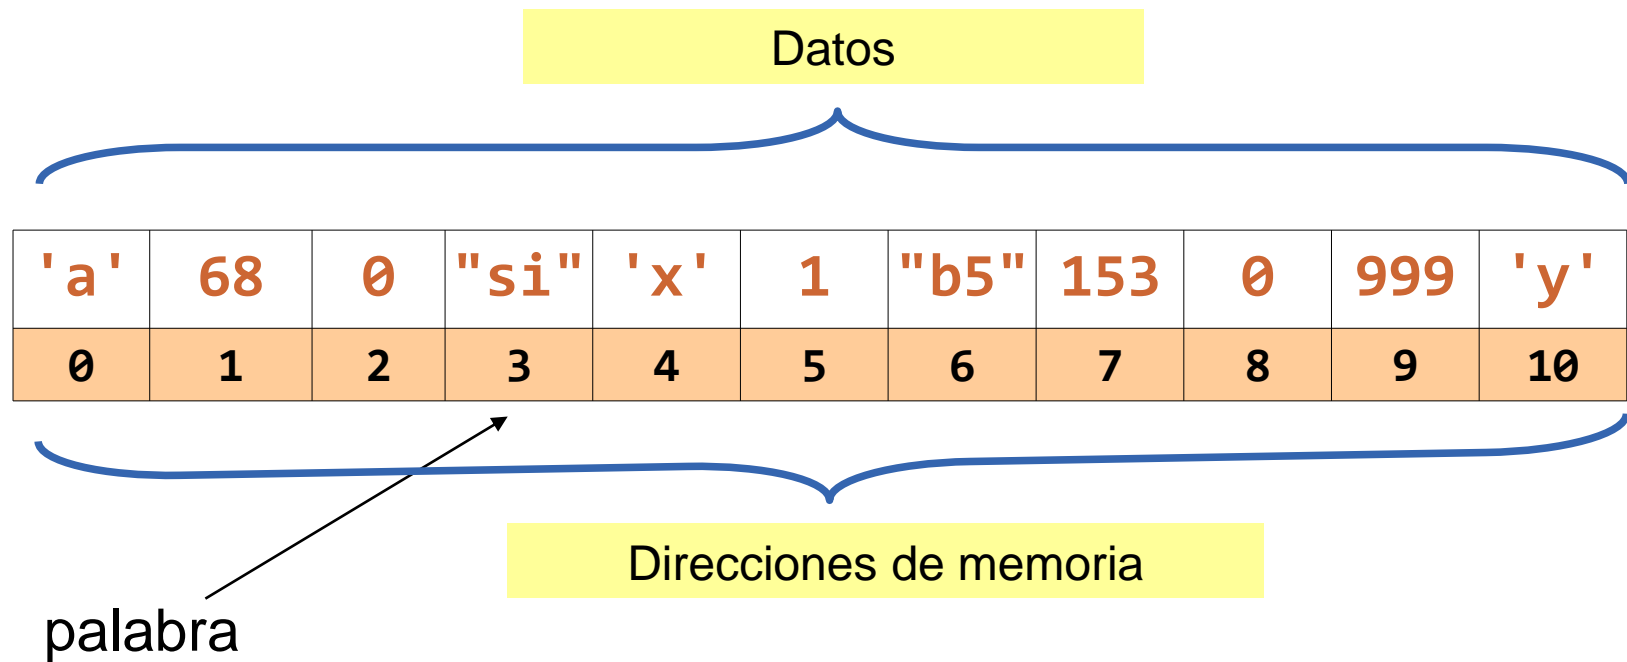 Datos
'a' 68 0 "si" 'x' 1 "b5" 153 0 999 'y'
0 1 2 3 4 5 6 7 8 9 10
Direcciones de memoria
palabra